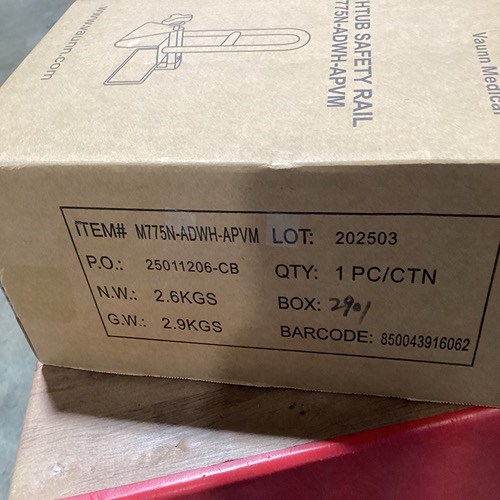 www.vaunn.com
HTUB SAFETY RAIL
M775N-ADWH-APVM
Vaunn Medical
ITEM# M775N-ADWH-APVM LOT: 202503
P.O.: 25011206-CB QTY: 1 PC/CTN
N.W.: 2.6KGS BOX: 2901
G.W.: 2.9KGS BARCODE: 850043916062